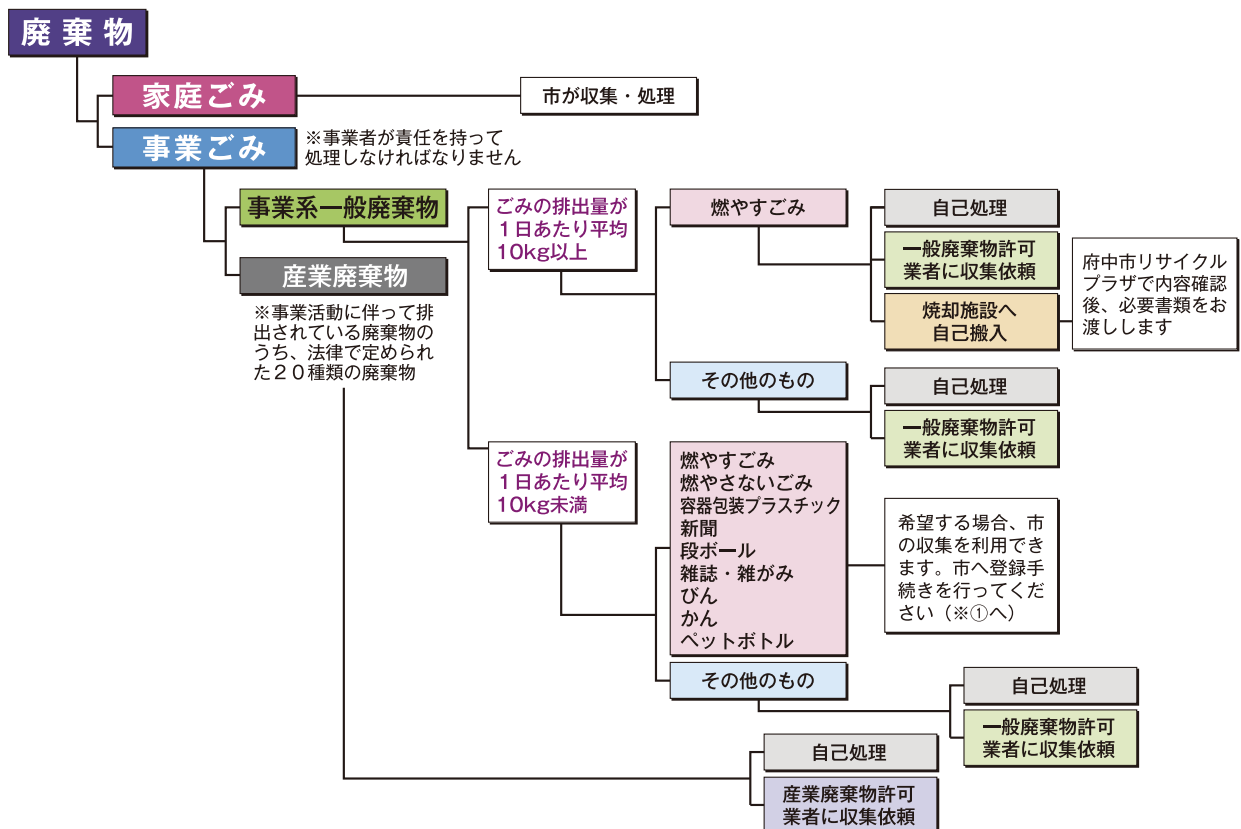 廃棄物
家庭ごみ
市が収集・処理
事業ごみ
※事業者が責任を持って
処理しなければなりません
事業系一般廃棄物
産業廃棄物
※事業活動に伴って排
出されている廃棄物の
うち、法律で定められ
た２０種類の廃棄物
ごみの排出量が
１日あたり平均
10kg以上
燃やすごみ
自己処理
一般廃棄物許可
業者に収集依頼
焼却施設へ
自己搬入
府中市リサイクル
プラザで内容確認
後、必要書類をお
渡しします
その他のもの
自己処理
一般廃棄物許可
業者に収集依頼
ごみの排出量が
１日あたり平均
10kg未満
燃やすごみ
燃やさないごみ
容器包装プラスチック
新聞
段ボール
雑誌・雑がみ
びん
かん
ペットボトル
希望する場合、市
の収集を利用でき
ます。市へ登録手
続きを行ってくだ
さい（※①へ）
その他のもの
自己処理
一般廃棄物許可
業者に収集依頼
自己処理
産業廃棄物許可
業者に収集依頼